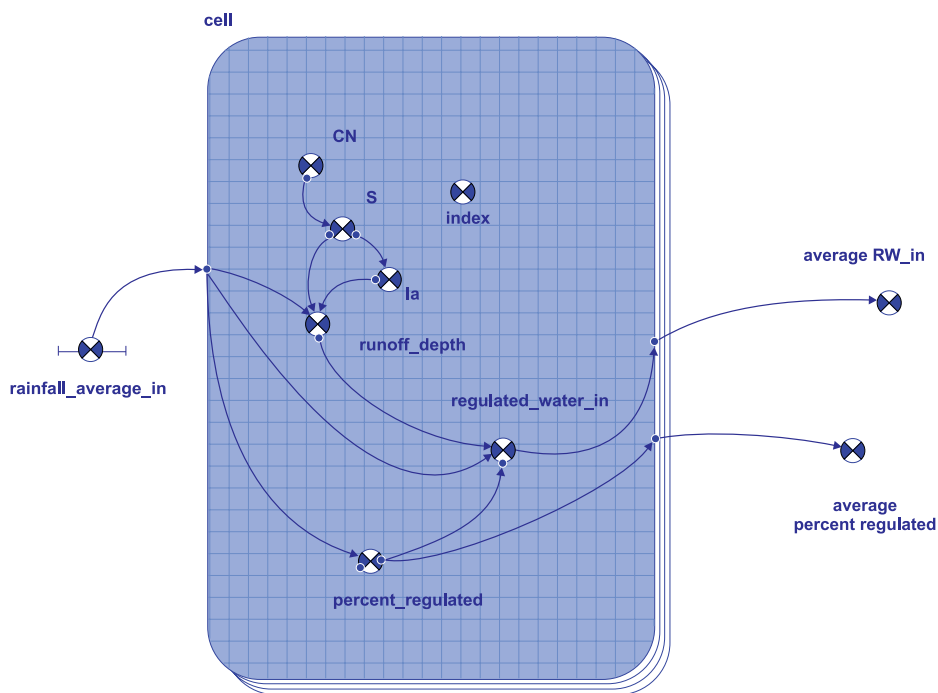 cell
CN
S
index
Ia
runoff_depth
rainfall_average_in
regulated_water_in
percent_regulated
average RW_in
average
percent regulated